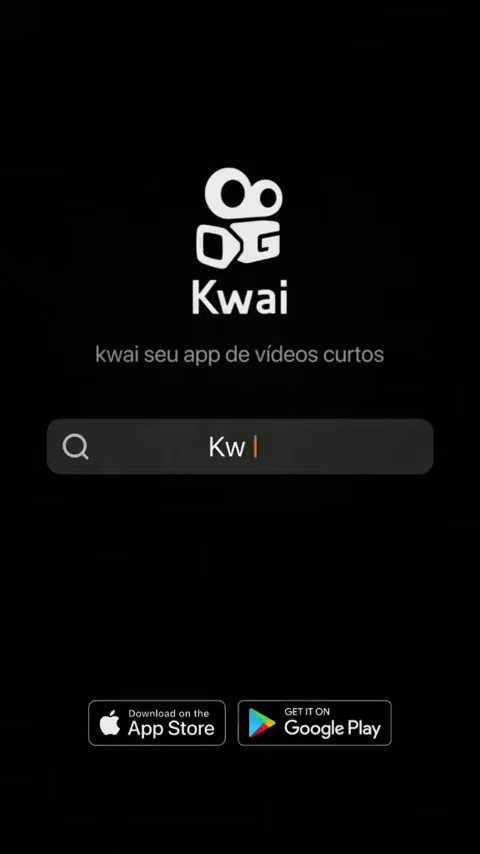 Kwai
kwai seu app de vídeos curtos
Kw
Download on the
App Store
GET IT ON
Google Play